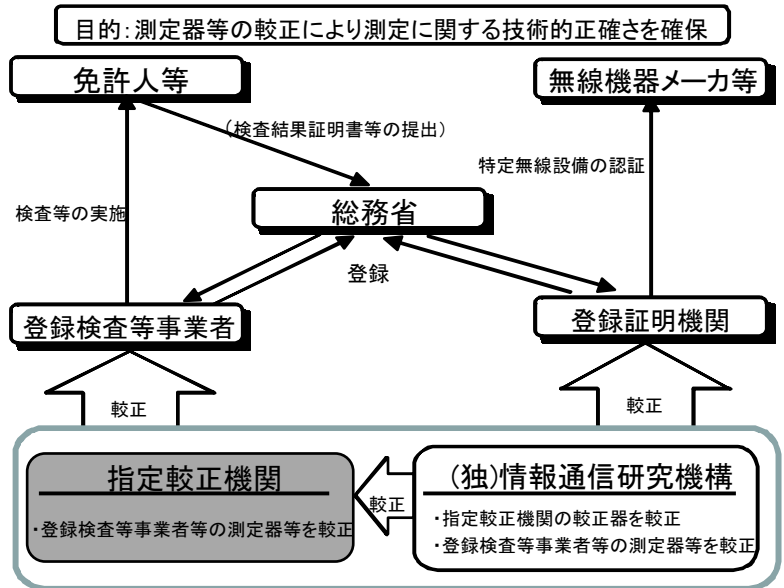 目的:測定器等の較正により測定に関する技術的正確さを確保
免許人等
無線機器メーカ等
(検査結果証明書等の提出)
特定無線設備の認証
総務省
検査等の実施
登録
登録検査等事業者
登録証明機関
較正
較正
指定較正機関
(独)情報通信研究機構
較正
・登録検査等事業者等の測定器等を較正
・指定較正機関の較正器を較正
・登録検査等事業者等の測定器等を較正